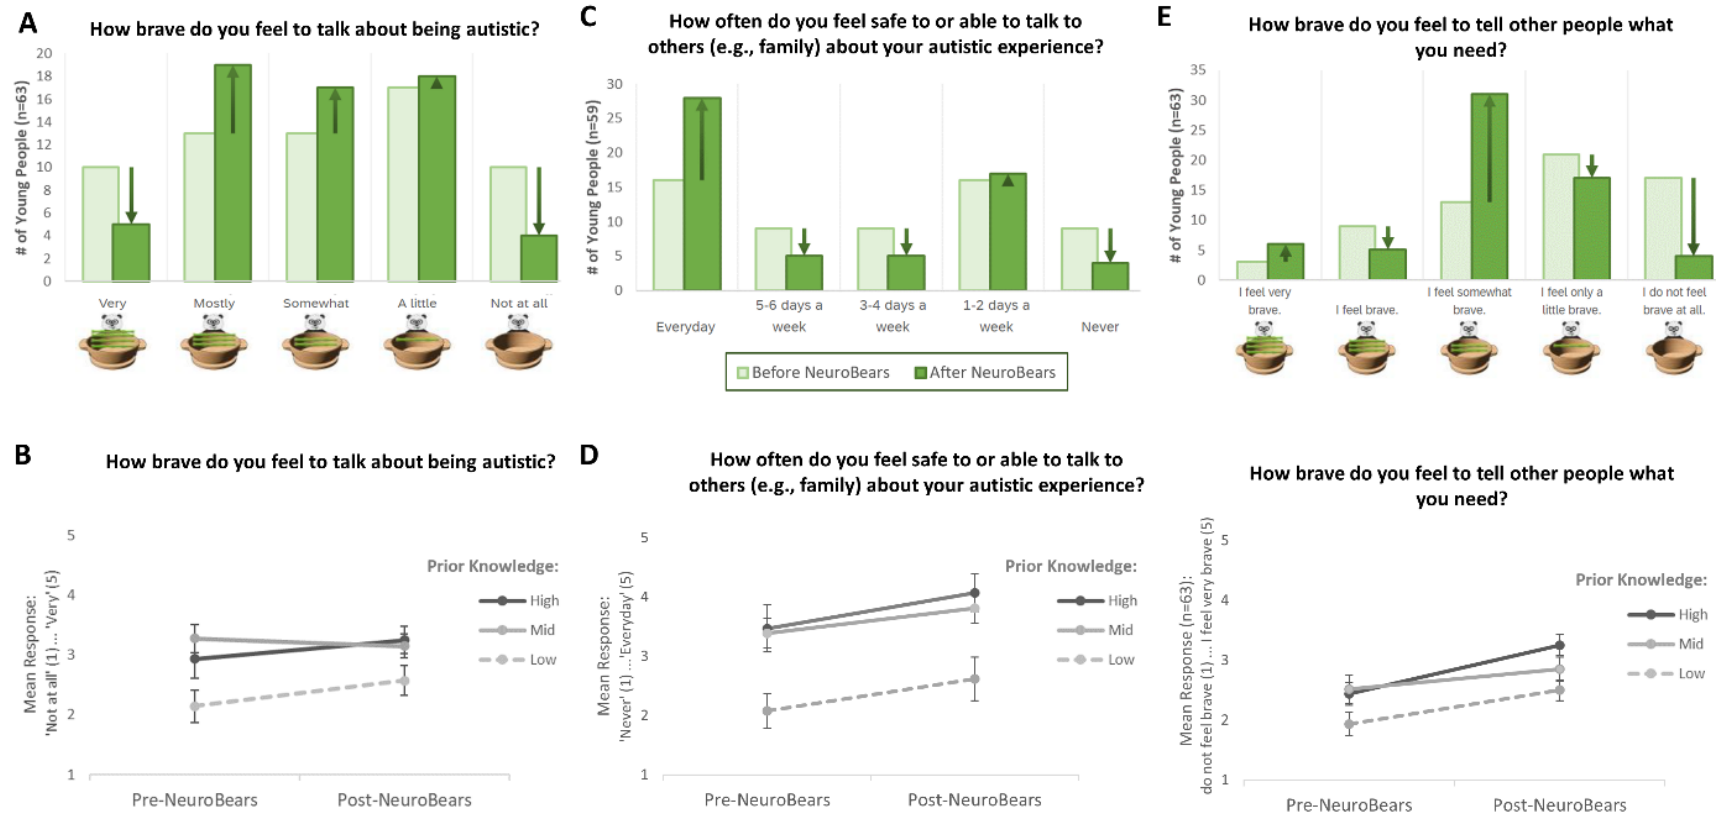 A
How brave do you feel to talk about being autistic?
# of Young People (n=63)
20
18
16
14
12
10
8
6
4
2
0
Very
Mostly
Somewhat
A little
Not at all
C
How often do you feel safe to or able to talk to
others (e.g., family) about your autistic experience?
# of Young People (n=59)
30
25
20
15
10
5
0
Everyday
5-6 days a
week
3-4 days a
week
1-2 days a
week
Never
Before NeuroBears
After NeuroBears
E
How brave do you feel to tell other people what
you need?
# of Young People (n=63)
35
30
25
20
15
10
5
0
I feel very
brave.
I feel brave.
I feel somewhat
brave.
I feel only a
little brave.
I do not feel
brave at all.
B
How brave do you feel to talk about being autistic?
Mean Response:
'Not at all' (1)... 'Very' (5)
5
4
3
2
1
Prior Knowledge:
High
Mid
Low
Pre-NeuroBears
Post-NeuroBears
D
How often do you feel safe to or able to talk to
others (e.g., family) about your autistic experience?
Mean Response:
'Never' (1) ...'Everyday' (5)
5
4
3
2
1
Prior Knowledge:
High
Mid
Low
Pre-NeuroBears
Post-NeuroBears
How brave do you feel to tell other people what
you need?
Mean Response (n=63):
do not feel brave (1) ... I feel very brave (5)
5
4
3
2
1
Prior Knowledge:
High
Mid
Low
Pre-NeuroBears
Post-NeuroBears